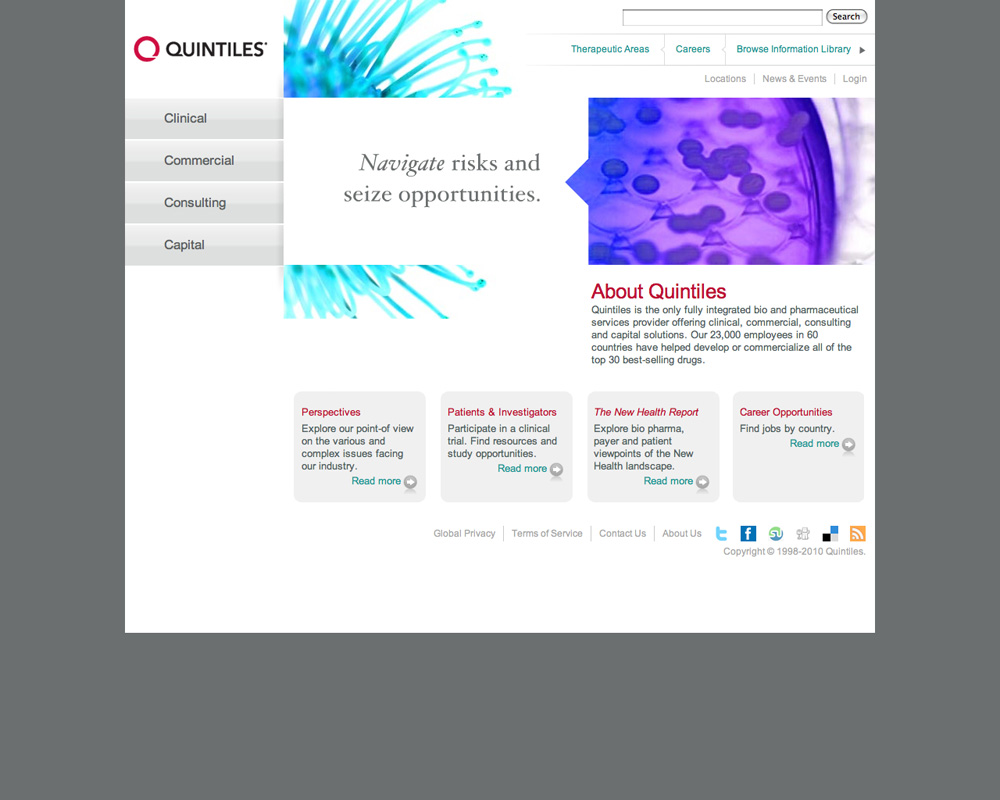 Search
QUINTILES
Therapeutic Areas
Careers
Browse Information Library
Locations
News & Events
Login
Clinical
Commercial
Consulting
Capital
Navigate risks and
seize opportunities.
About Quintiles
Quintiles is the only fully integrated bio and pharmaceutical
services provider offering clinical, commercial, consulting
and capital solutions. Our 23,000 employees in 60
countries have helped develop or commercialize all of the
top 30 best-selling drugs.
Perspectives
Explore our point-of view
on the various and
complex issues facing
our industry.
Read more
Patients & Investigators
Participate in a clinical
trial. Find resources and
study opportunities.
Read more
The New Health Report
Explore bio pharma,
payer and patient
viewpoints of the New
Health landscape.
Read more
Career Opportunities
Find jobs by country.
Read more
Global Privacy
Terms of Service
Contact Us
About Us
Copyright © 1998-2010 Quintiles.